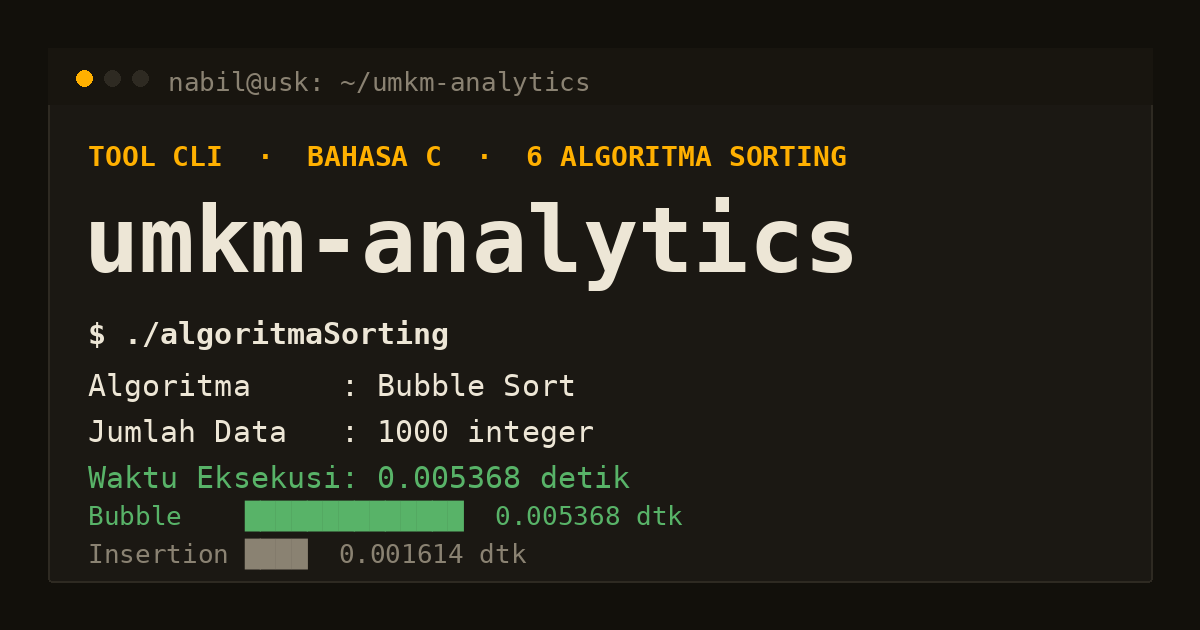 nabil@usk: ~/umkm-analytics
TOOL CLI · BAHASA C · 6 ALGORITMA SORTING
umkm-analytics
$ ./algoritmaSorting
Algoritma : Bubble Sort
Jumlah Data : 1000 integer
Waktu Eksekusi: 0.005368 detik
Bubble 0.005368 dtk
Insertion 0.001614 dtk